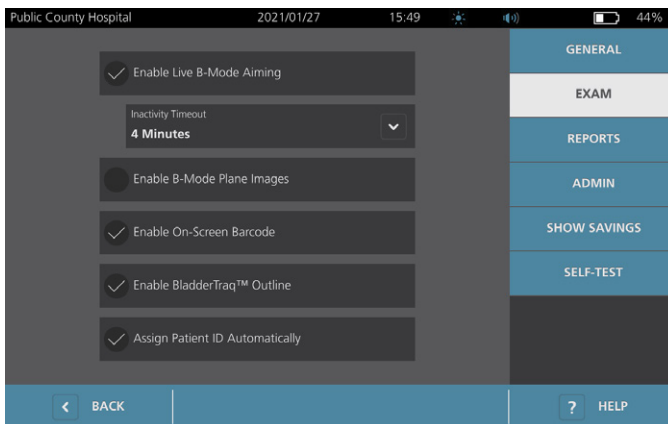 Public County Hospital 2021/01/27 15:49 44%
GENERAL
Enable Live B-Mode Aiming
EXAM
Inactivity Timeout
4 Minutes
REPORTS
Enable B-Mode Plane Images
ADMIN
Enable On-Screen Barcode
SHOW SAVINGS
Enable BladderTraq™ Outline
SELF-TEST
Assign Patient ID Automatically
BACK
? HELP